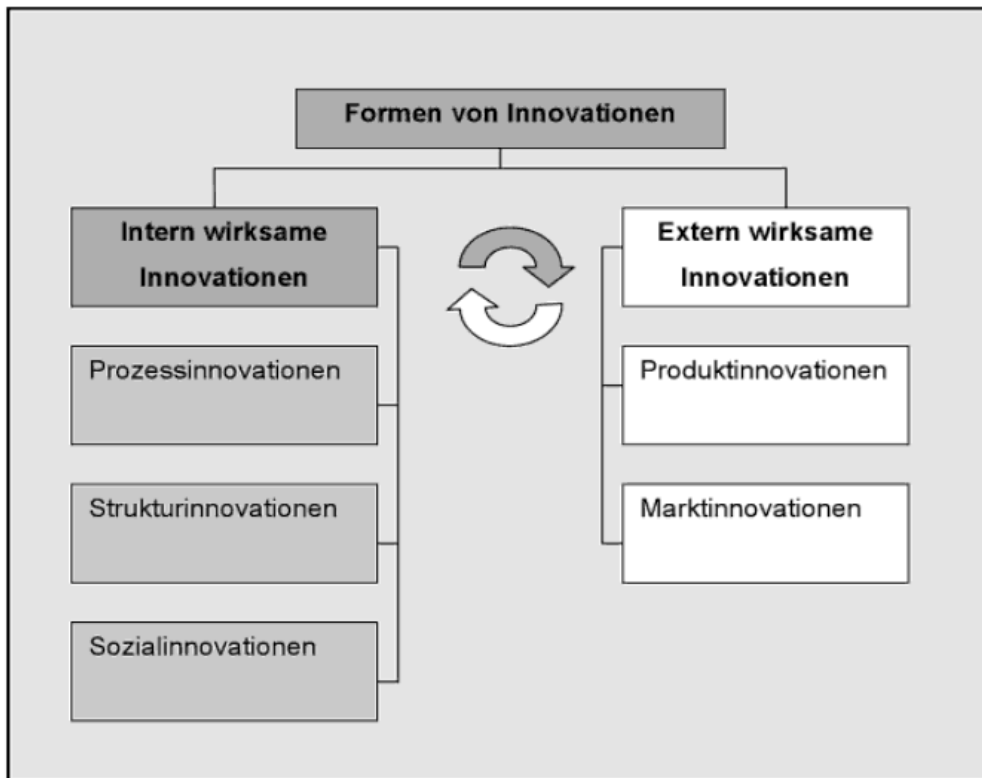 Formen von Innovationen
Intern wirksame
Innovationen
Prozessinnovationen
Strukturinnovationen
Sozialinnovationen
Extern wirksame
Innovationen
Produktinnovationen
Marktinnovationen